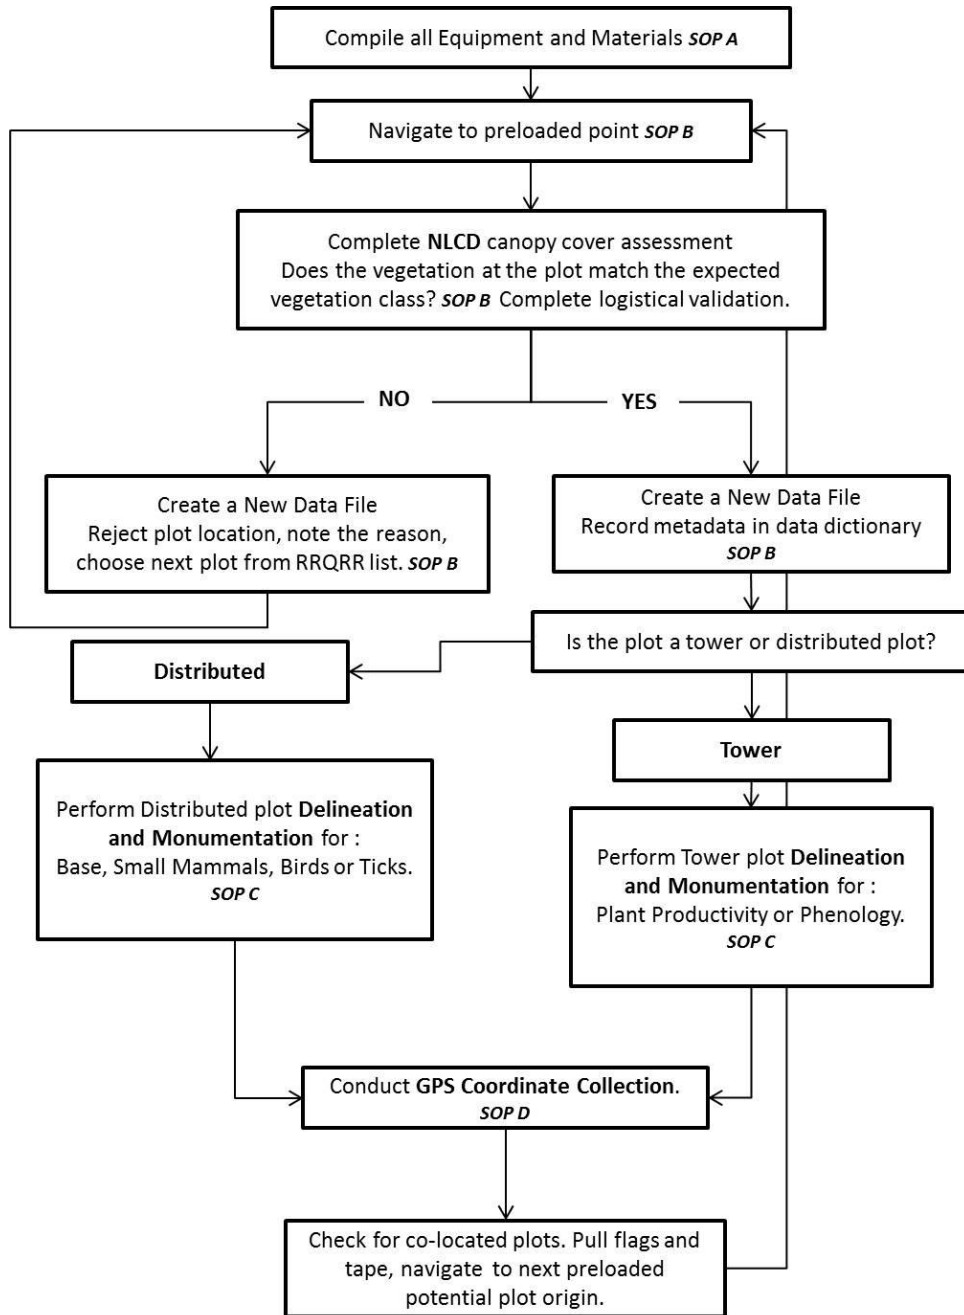 Compile all Equipment and Materials SOP A
Navigate to preloaded point SOP B
Complete NLCD canopy cover assessment
Does the vegetation at the plot match the expected
vegetation class? SOP B Complete logistical validation.
NO
YES
Create a New Data File
Reject plot location, note the reason,
choose next plot from RRQRR list. SOP B
Create a New Data File
Record metadata in data dictionary
SOP B
Is the plot a tower or distributed plot?
Distributed
Tower
Perform Distributed plot Delineation
and Monumentation for :
Base, Small Mammals, Birds or Ticks.
SOP C
Perform Tower plot Delineation
and Monumentation for :
Plant Productivity or Phenology.
SOP C
Conduct GPS Coordinate Collection.
SOP D
Check for co-located plots. Pull flags and
tape, navigate to next preloaded
potential plot origin.